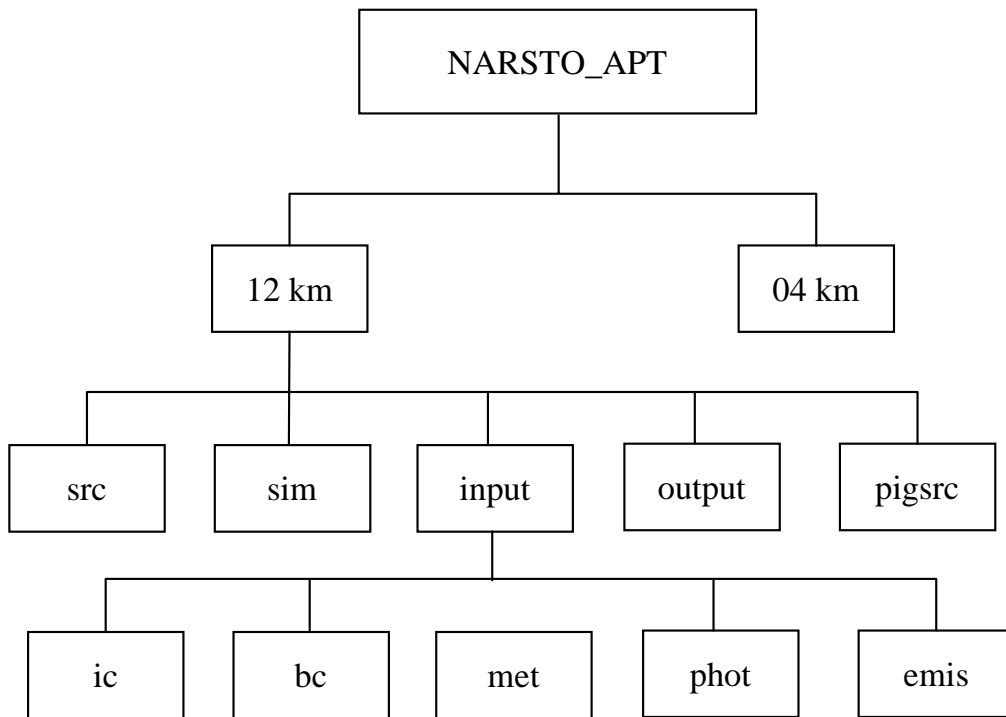 NARSTO_APT
12 km
04 km
src
sim
input
output
pigsrc
ic
bc
met
phot
emis